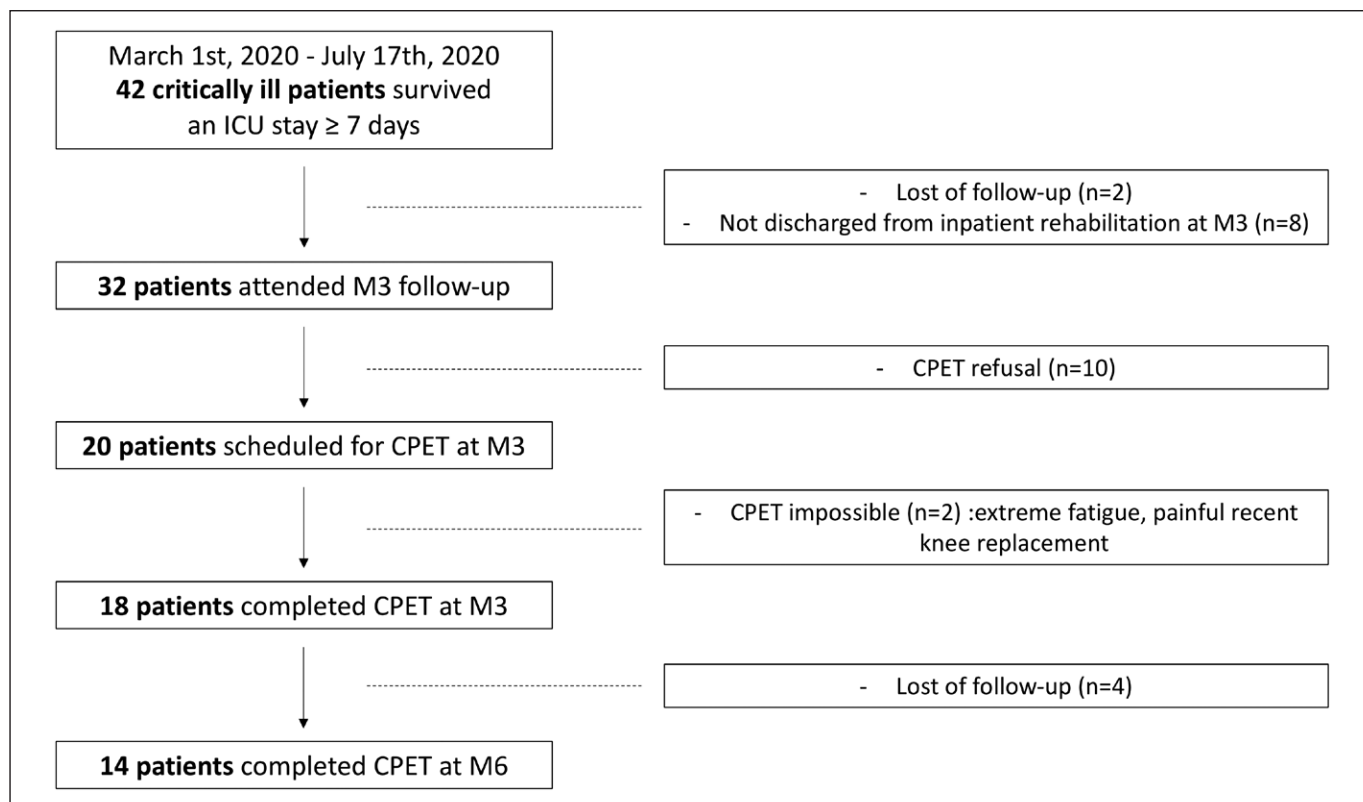 March 1st, 2020 - July 17th, 2020
42 critically ill patients survived
an ICU stay ≥ 7 days
- Lost of follow-up (n=2)
- Not discharged from inpatient rehabilitation at M3 (n=8)
32 patients attended M3 follow-up
- CPET refusal (n=10)
20 patients scheduled for CPET at M3
- CPET impossible (n=2) :extreme fatigue, painful recent
knee replacement
18 patients completed CPET at M3
- Lost of follow-up (n=4)
14 patients completed CPET at M6